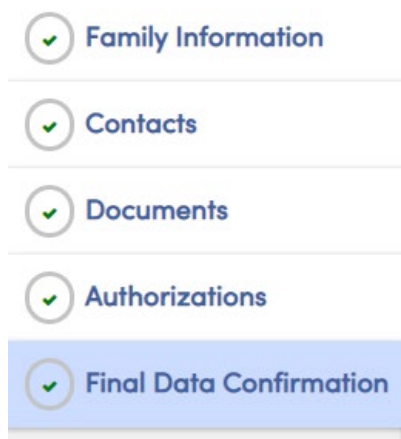 Family Information
Contacts
Documents
Authorizations
Final Data Confirmation